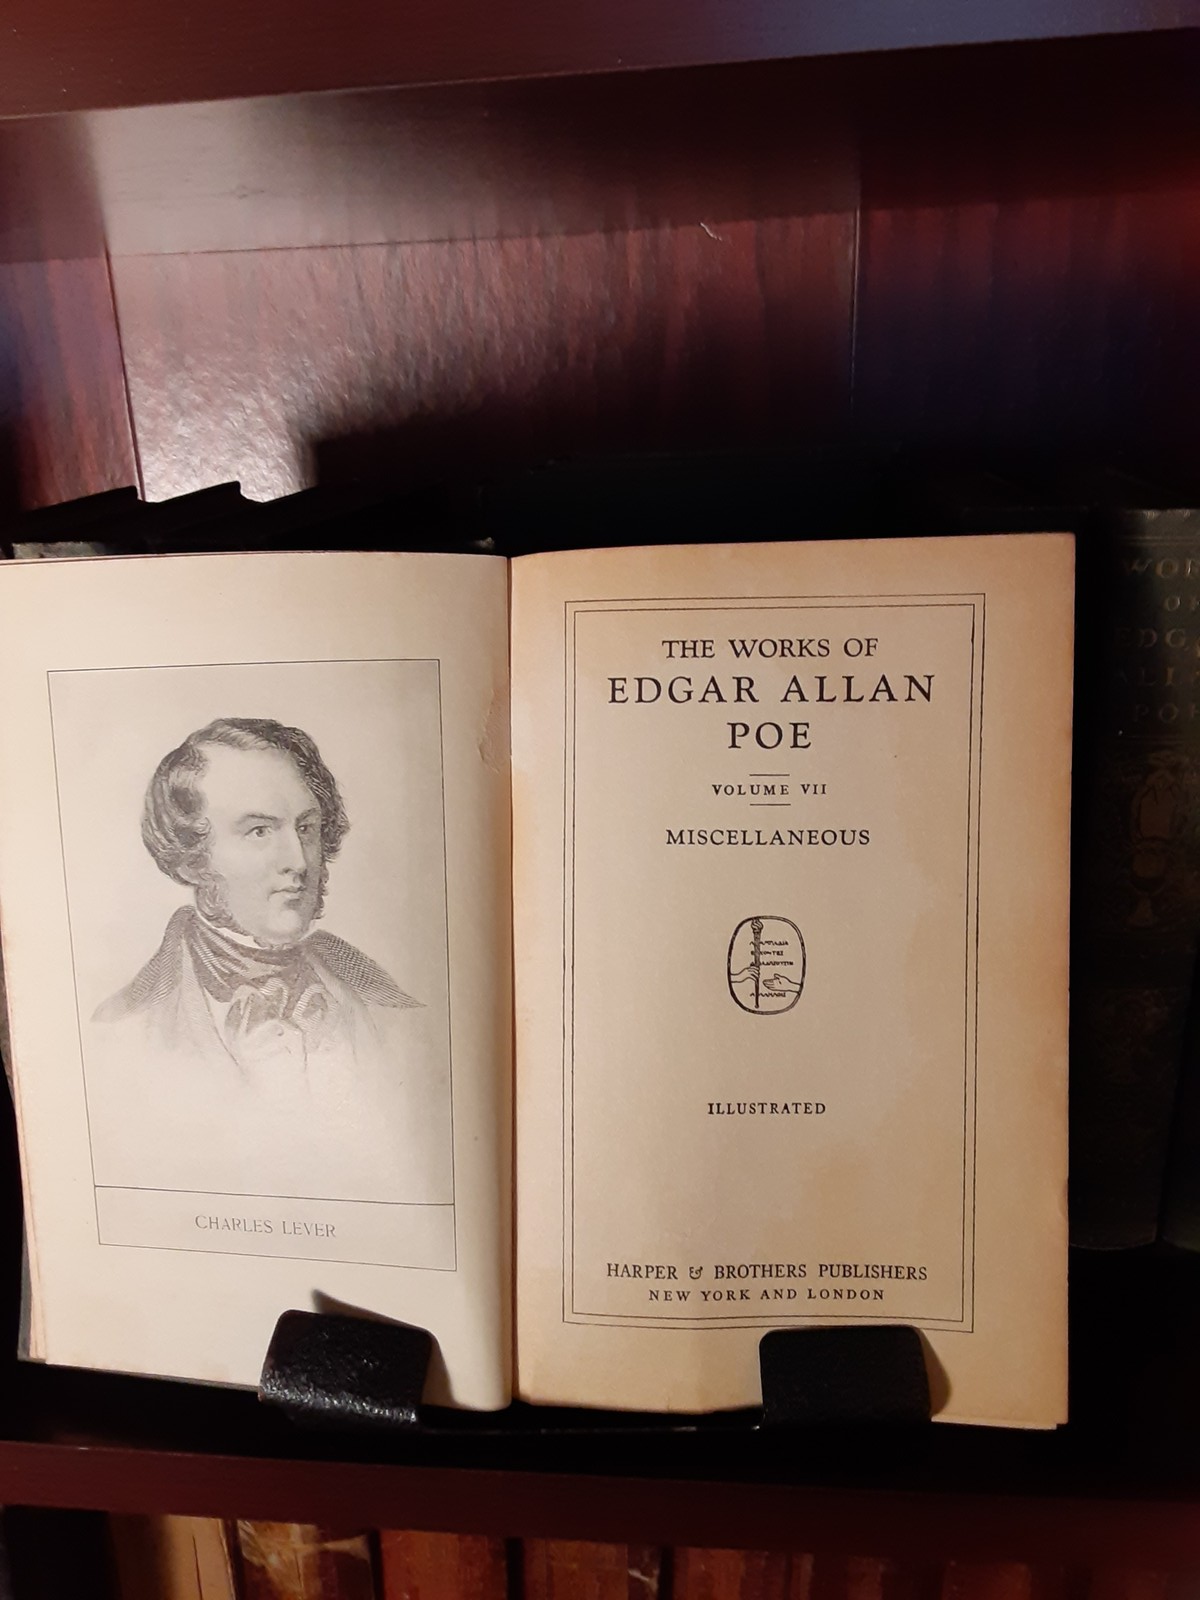 CHARLES LEVER
THE WORKS OF
EDGAR ALLAN
POE
VOLUME VII
MISCELLANEOUS
ILLUSTRATED
HARPER & BROTHERS PUBLISHERS
NEW YORK AND LONDON